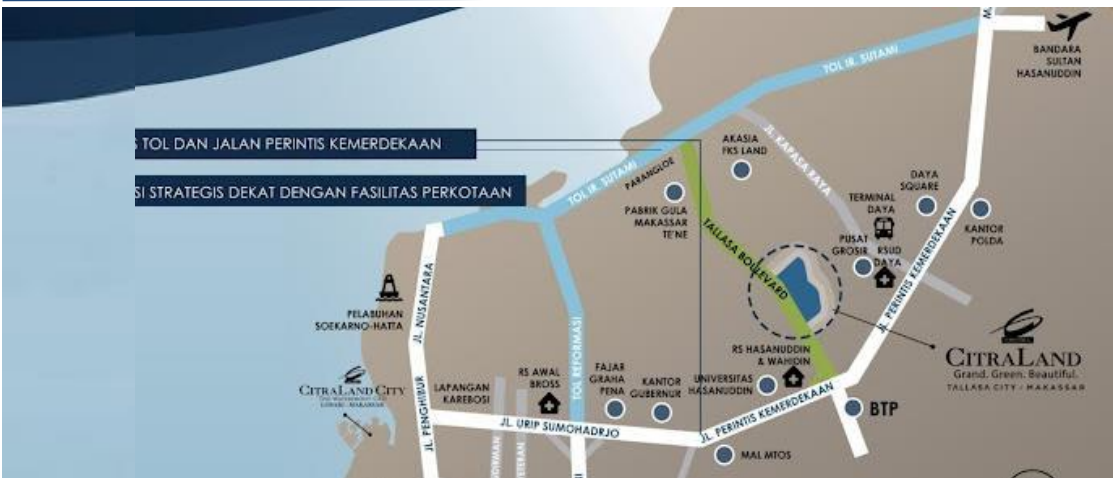 TOL DAN JALAN PERINTIS KEMERDEKAAN
SI STRATEGIS DEKAT DENGAN FASILITAS PERKOTAAN
TOL IR. SUTAMI
BANDARA
SULTAN
HASANUDDIN
JL. KAPASA RAYA
AKASIA
FKS LAND
PARANGLOE
TOL IR. SUTAMI
PABRIK GULA
MAKASSAR
TE'NE
DAYA
SQUARE
TERMINAL
DAYA
KANTOR
POLDA
PUSAT
GROSIR
RSUD
DAYA
TALLASA BOULEVARD
JL. PERINTIS KEMERDEKAAN
PELABUHAN
SOEKARNO-HATTA
JL. NUSANTARA
TOL REFORMASI
CITRALAND
Grand. Green. Beautiful.
TALLASA CITY · MAKASSAR
CITRALAND CITY
JL. PENGHIBUR
LAPANGAN
KAREBOSI
RS AWAL
BROSS
FAJAR
GRAHA
PENA
KANTOR
GUBERNUR
UNIVERSITAS
HASANUDDIN
RS HASANUDDIN
& WAHIDIN
JL. URIP SUMOHADRJO
JL. PERINTIS KEMERDEKAAN
BTP
MAL MTOS